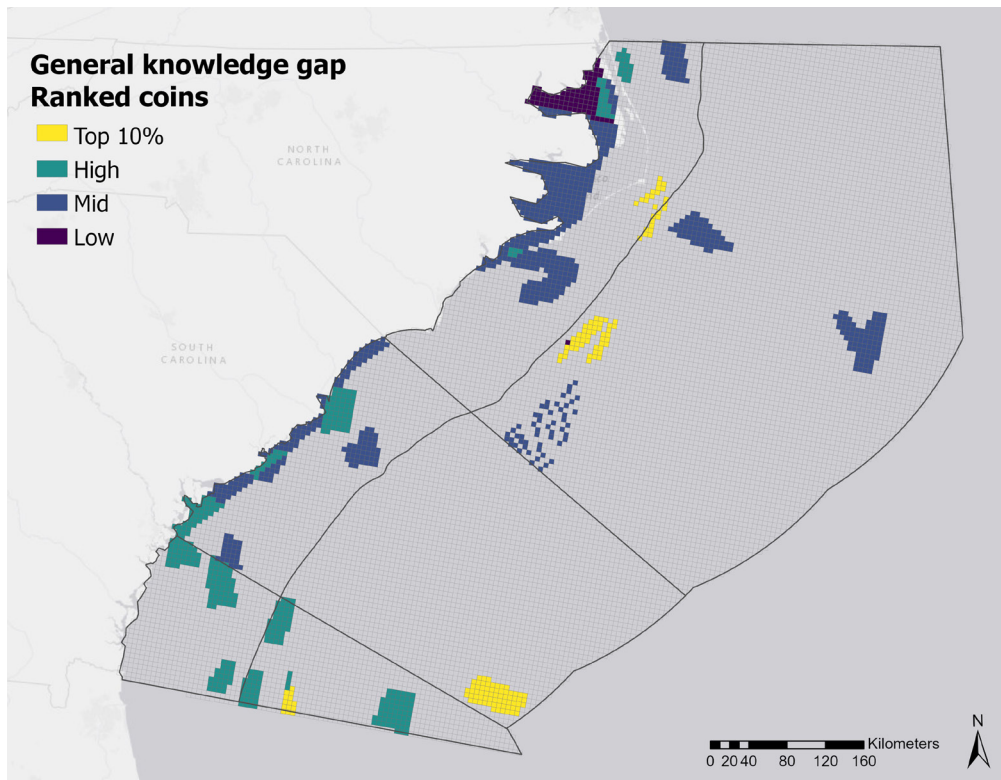 General knowledge gap
Ranked coins
Top 10%
High
Mid
Low
NORTH
CAROLINA
SOUTH
CAROLINA
N
Kilometers
0 20 40 80 120 160